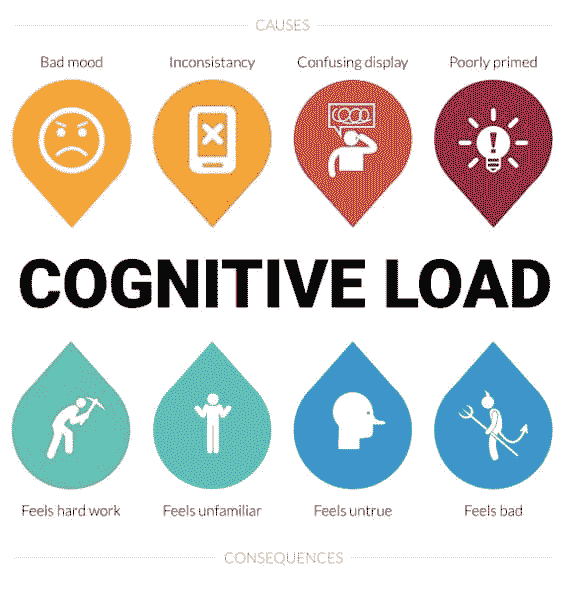 CAUSES
Bad mood
Inconsistancy
Confusing display
Poorly primed
COGNITIVE LOAD
Feels hard work
Feels unfamiliar
Feels untrue
Feels bad
CONSEQUENCES